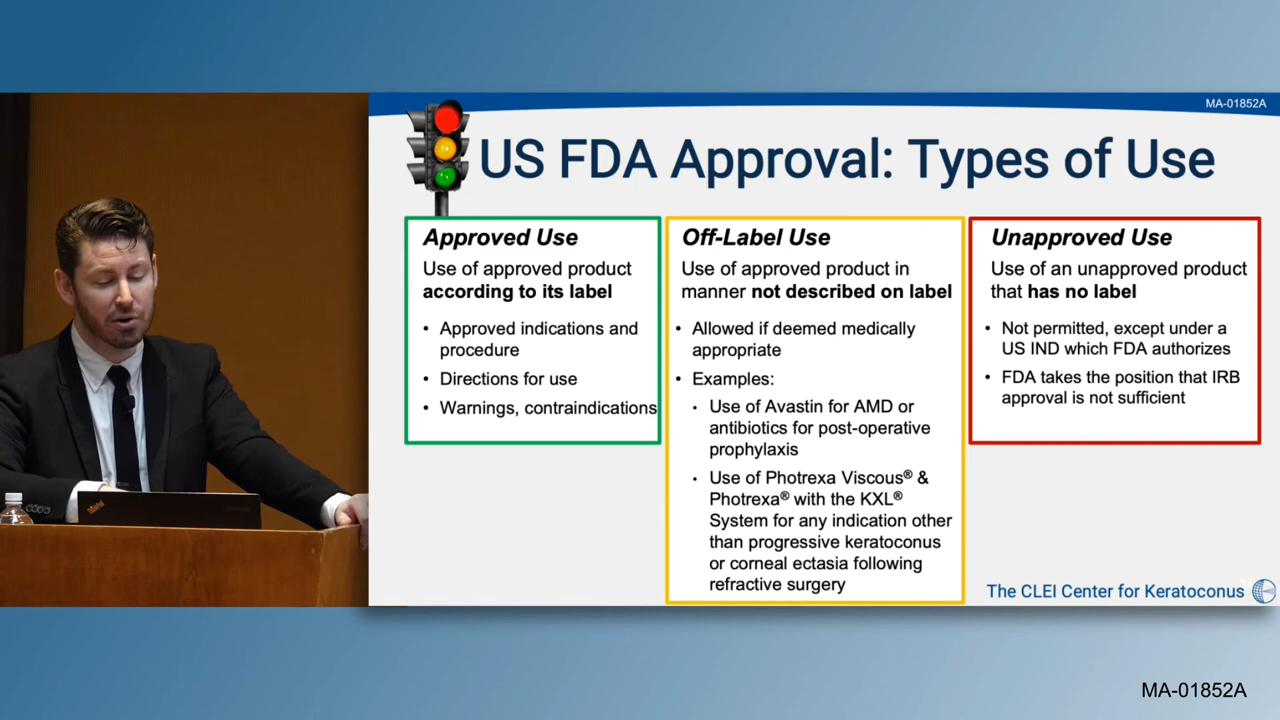 MA-01852A
US FDA Approval: Types of Use
Approved Use
Use of approved product
according to its label
• Approved indications and
procedure
• Directions for use
• Warnings, contraindications
Off-Label Use
Use of approved product in
manner not described on label
• Allowed if deemed medically
appropriate
• Examples:
• Use of Avastin for AMD or
antibiotics for post-operative
prophylaxis
• Use of Photrexa Viscous® &
Photrexa® with the KXL®
System for any indication other
than progressive keratoconus
or corneal ectasia following
refractive surgery
Unapproved Use
Use of an unapproved product
that has no label
• Not permitted, except under a
US IND which FDA authorizes
• FDA takes the position that IRB
approval is not sufficient
The CLEI Center for Keratoconus
MA-01852A